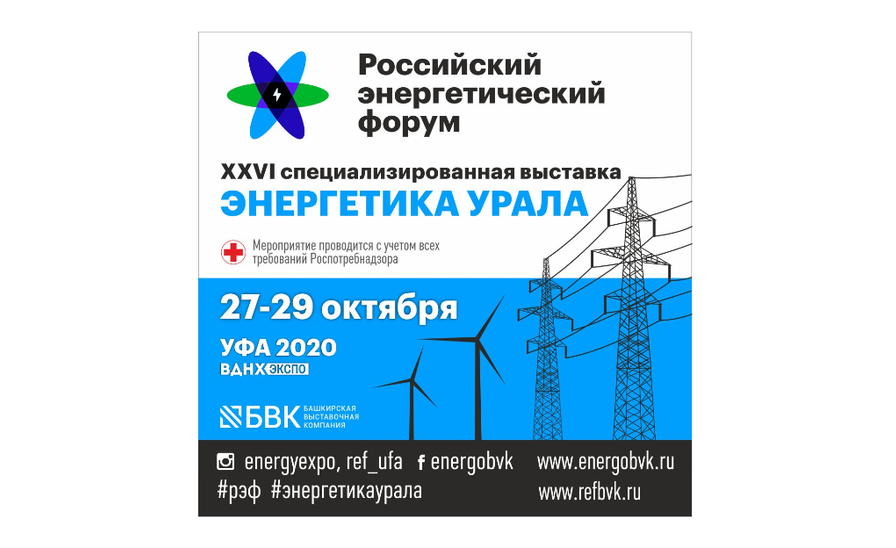 Российский
энергетический
форум
XXVI специализированная выставка
ЭНЕРГЕТИКА УРАЛА
Мероприятие проводится с учетом всех
требований Роспотребнадзора
27-29 октября
УФА 2020
ВДНХ ЭКСПО
БВК БАШКИРСКАЯ
ВЫСТАВОЧНАЯ
КОМПАНИЯ
energyexpo, ref_ufa f energobvk www.energobvk.ru
#рэф #энергетикаурала www.refbvk.ru